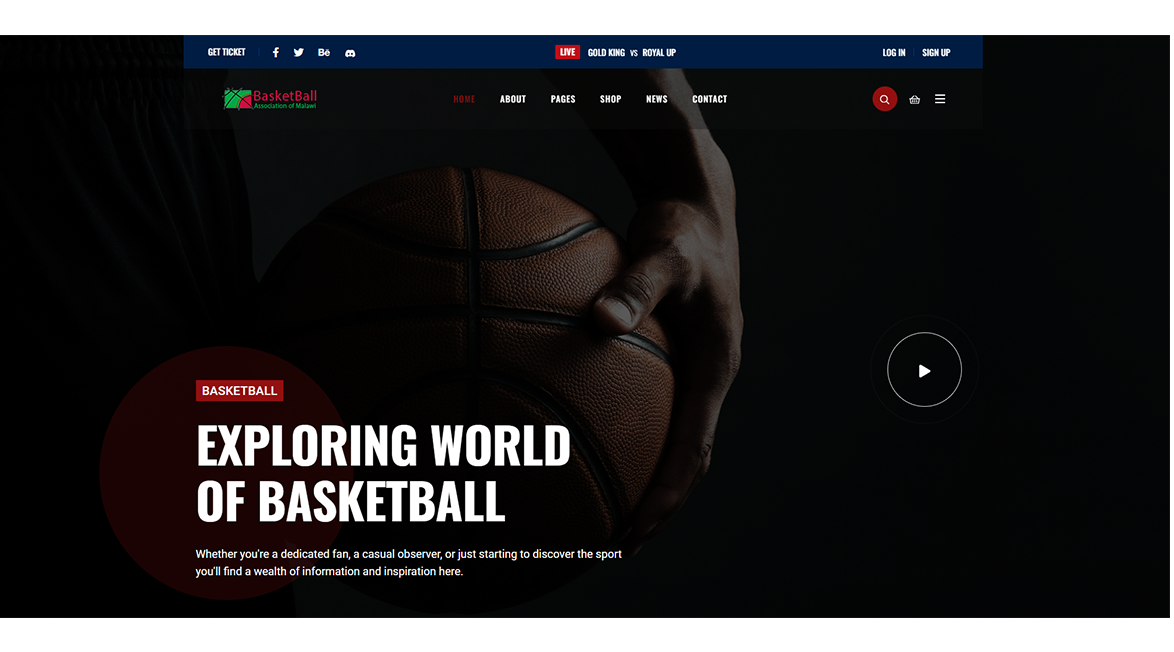 GET TICKET
Bē
LIVE GOLD KING VS ROYAL UP
LOG IN
SIGN UP
BasketBall
Association of Malawi
HOME
ABOUT
PAGES
SHOP
NEWS
CONTACT
BASKETBALL
EXPLORING WORLD
OF BASKETBALL
Whether you're a dedicated fan, a casual observer, or just starting to discover the sport
you'll find a wealth of information and inspiration here.